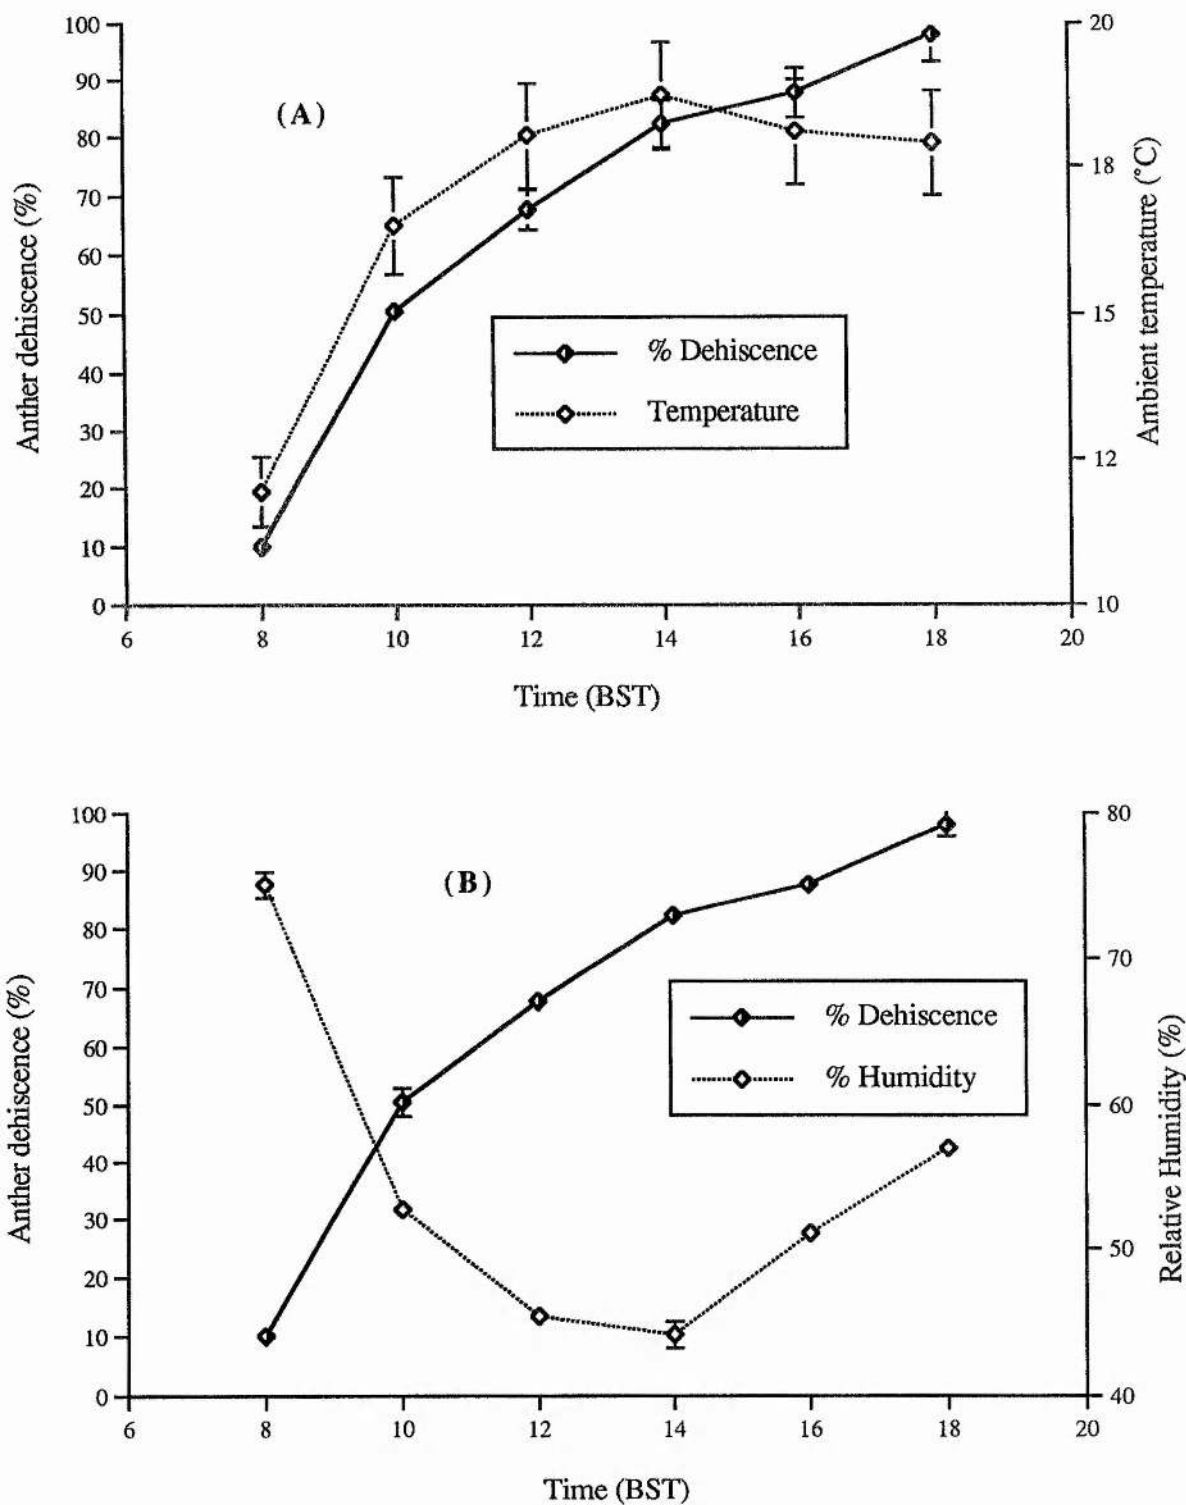 100
90
80
70
60
50
40
30
20
10
0
Anther dehiscence (%)
(A)
20
18
15
12
10
Ambient temperature (°C)
% Dehiscence
Temperature
6 8 10 12 14 16 18 20
Time (BST)
100
90
80
70
60
50
40
30
20
10
0
Anther dehiscence (%)
(B)
80
70
60
50
40
Relative Humidity (%)
% Dehiscence
% Humidity
6 8 10 12 14 16 18 20
Time (BST)